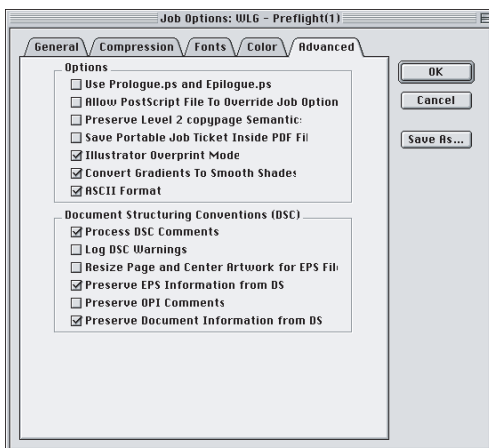 Job Options: WLG - Preflight(1)
General Compression Fonts Color Advanced
Options
Use Prologue.ps and Epilogue.ps
Allow PostScript File To Override Job Option
Preserve Level 2 copypage Semantic:
Save Portable Job Ticket Inside PDF Fil
Illustrator Overprint Mode
Convert Gradients To Smooth Shades
ASCII Format
Document Structuring Conventions (DSC)
Process DSC Comments
Log DSC Warnings
Resize Page and Center Artwork for EPS File
Preserve EPS Information from DS
Preserve OPI Comments
Preserve Document Information from DS
OK
Cancel
Save As...